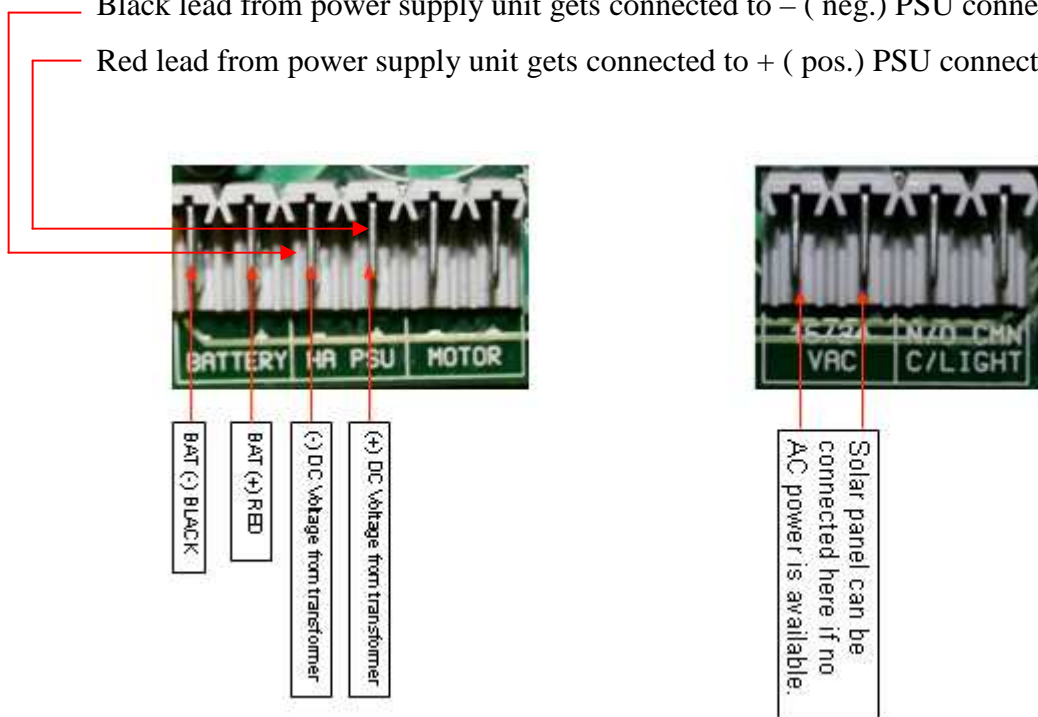 Black lead from power supply unit gets connected to – ( neg.) PSU conne
Red lead from power supply unit gets connected to + ( pos.) PSU connect
BATTERY HA PSU MOTOR
VAC
N/O CMN
C/LIGHT
BAT (-) BLACK
BAT (+) RED
(-) DC Voltage from transformer
(+) DC Voltage from transformer
Solar panel can be
connected here if no
AC power is available.